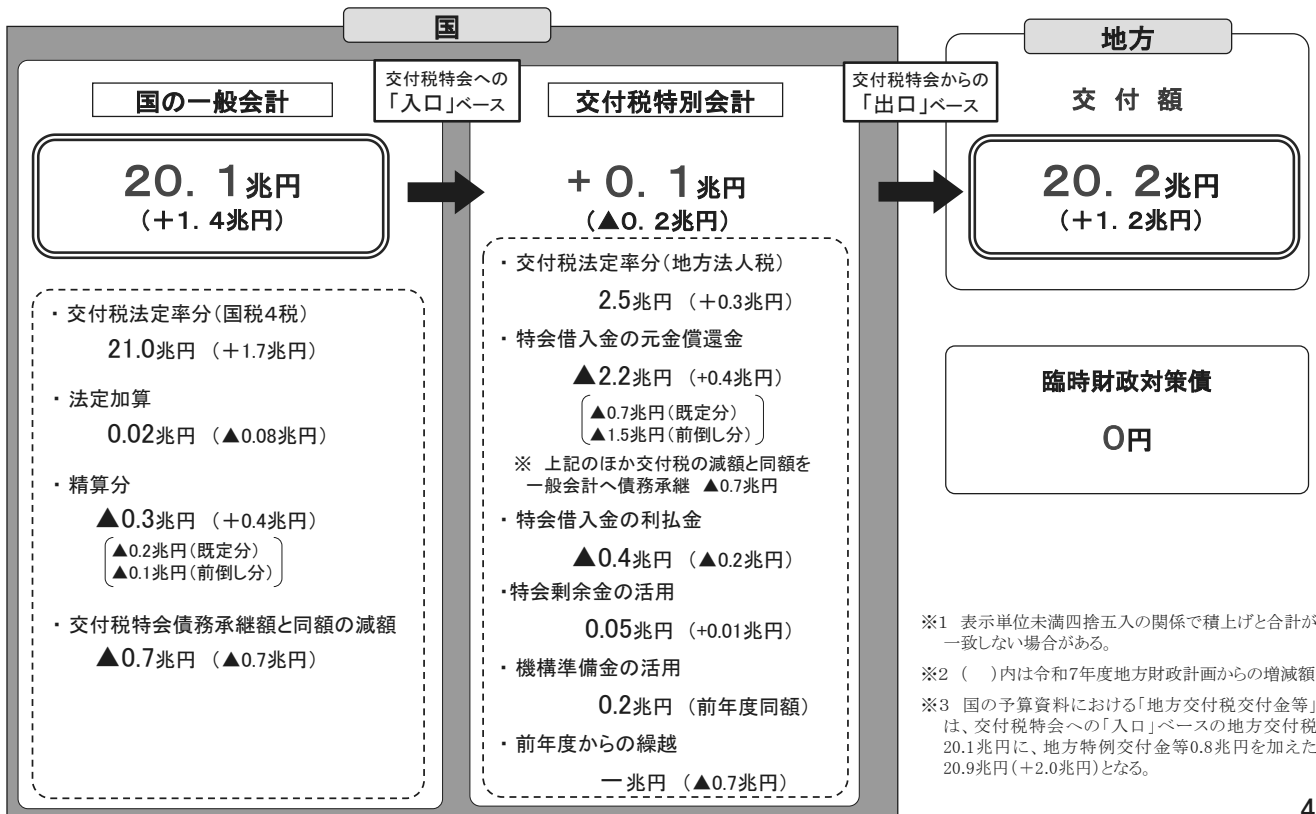 国
国の一般会計
交付税特会への
「入口」ベース
20. 1兆円
(+1. 4兆円)
・ 交付税法定率分(国税4税)
21.0兆円 (+1.7兆円)
・ 法定加算
0.02兆円 (▲0.08兆円)
・ 精算分
▲0.3兆円 (+0.4兆円)
▲0.2兆円(既定分)
▲0.1兆円(前倒し分)
・ 交付税特会債務承継額と同額の減額
▲0.7兆円 (▲0.7兆円)
交付税特別会計
交付税特会からの
「出口」ベース
+ 0. 1兆円
(▲0. 2兆円)
・ 交付税法定率分(地方法人税)
2.5兆円 (+0.3兆円)
・ 特会借入金の元金償還金
▲2.2兆円 (+0.4兆円)
▲0.7兆円(既定分)
▲1.5兆円(前倒し分)
※ 上記のほか交付税の減額と同額を
一般会計へ債務承継 ▲0.7兆円
・ 特会借入金の利払金
▲0.4兆円 (▲0.2兆円)
・特会剰余金の活用
0.05兆円 (+0.01兆円)
・ 機構準備金の活用
0.2兆円 (前年度同額)
・ 前年度からの繰越
ー兆円 (▲0.7兆円)
地方
交 付 額
20. 2兆円
(+1. 2兆円)
臨時財政対策債
0円
※1 表示単位未満四捨五入の関係で積上げと合計が
一致しない場合がある。
※2 ( )内は令和7年度地方財政計画からの増減額
※3 国の予算資料における「地方交付税交付金等」
は、交付税特会への「入口」ベースの地方交付税
20.1兆円に、地方特例交付金等0.8兆円を加えた
20.9兆円(+2.0兆円)となる。
4